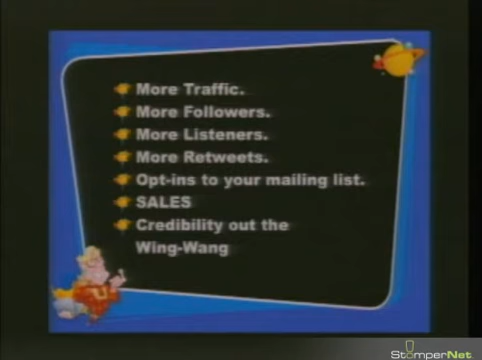 More Traffic.
More Followers.
More Listeners.
More Retweets.
Opt-ins to your mailing list.
SALES
Credibility out the
Wing-Wang
StomperNet